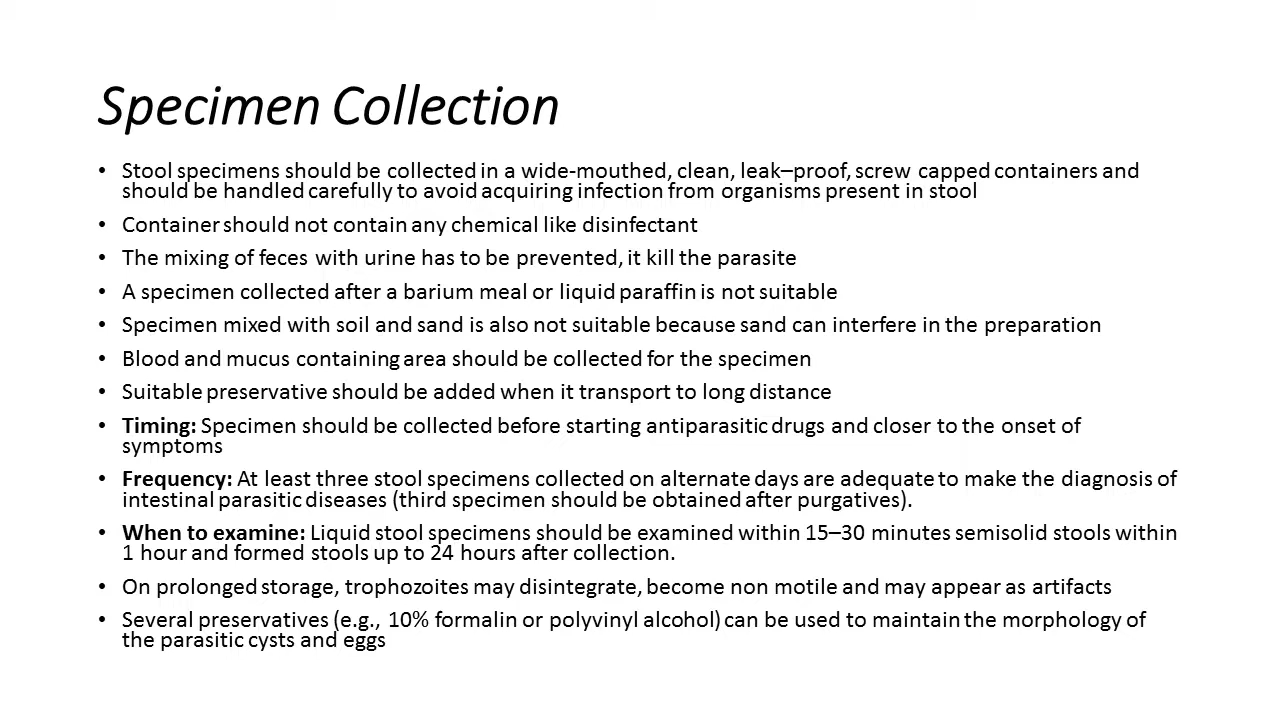 Specimen Collection
• Stool specimens should be collected in a wide-mouthed, clean, leak–proof, screw capped containers and
should be handled carefully to avoid acquiring infection from organisms present in stool
• Container should not contain any chemical like disinfectant
• The mixing of feces with urine has to be prevented, it kill the parasite
• A specimen collected after a barium meal or liquid paraffin is not suitable
• Specimen mixed with soil and sand is also not suitable because sand can interfere in the preparation
• Blood and mucus containing area should be collected for the specimen
• Suitable preservative should be added when it transport to long distance
• Timing: Specimen should be collected before starting antiparasitic drugs and closer to the onset of
symptoms
• Frequency: At least three stool specimens collected on alternate days are adequate to make the diagnosis of
intestinal parasitic diseases (third specimen should be obtained after purgatives).
• When to examine: Liquid stool specimens should be examined within 15–30 minutes semisolid stools within
1 hour and formed stools up to 24 hours after collection.
• On prolonged storage, trophozoites may disintegrate, become non motile and may appear as artifacts
• Several preservatives (e.g., 10% formalin or polyvinyl alcohol) can be used to maintain the morphology of
the parasitic cysts and eggs